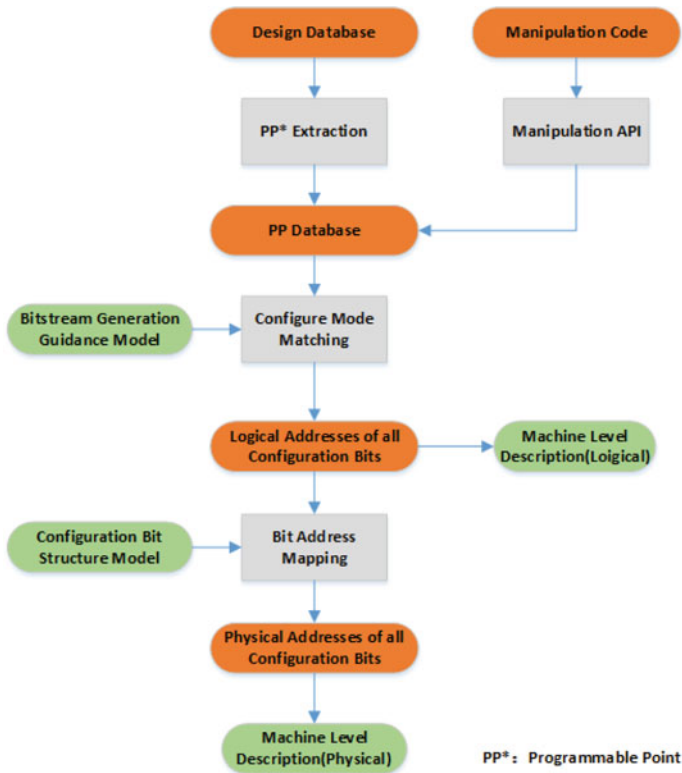 Design Database
Manipulation Code
PP* Extraction
Manipulation API
PP Database
Bitstream Generation
Guidance Model
Configure Mode
Matching
Logical Addresses of all
Configuration Bits
Machine Level
Description(Loigical)
Configuration Bit
Structure Model
Bit Address
Mapping
Physical Addresses of all
Configuration Bits
Machine Level
Description(Physical)
PP*: Programmable Point